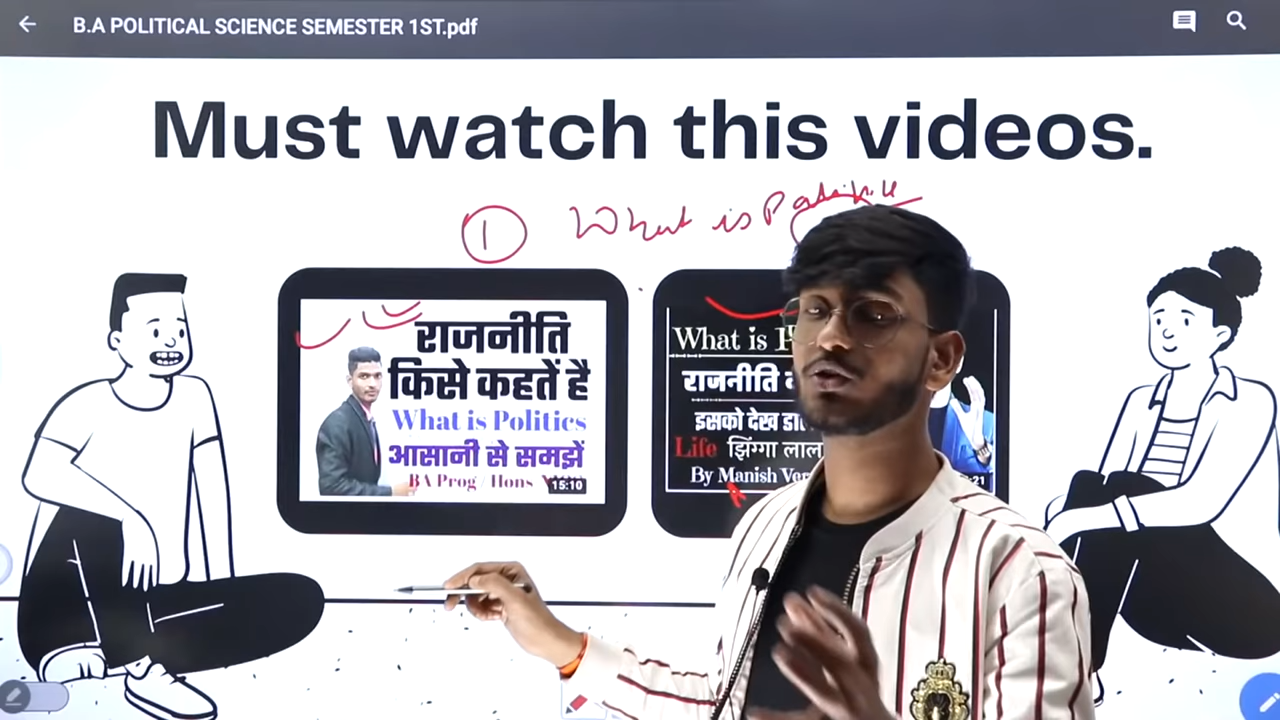 B.A POLITICAL SCIENCE SEMESTER 1ST.pdf
Must watch this videos.
1 What is
राजनीति
किसे कहतें है
What is Politics
आसानी से समझें
BA Prog / Hons
15:10
What is
राजनीति
इसको देख
Life झिंगा लाला
By Manish
:21